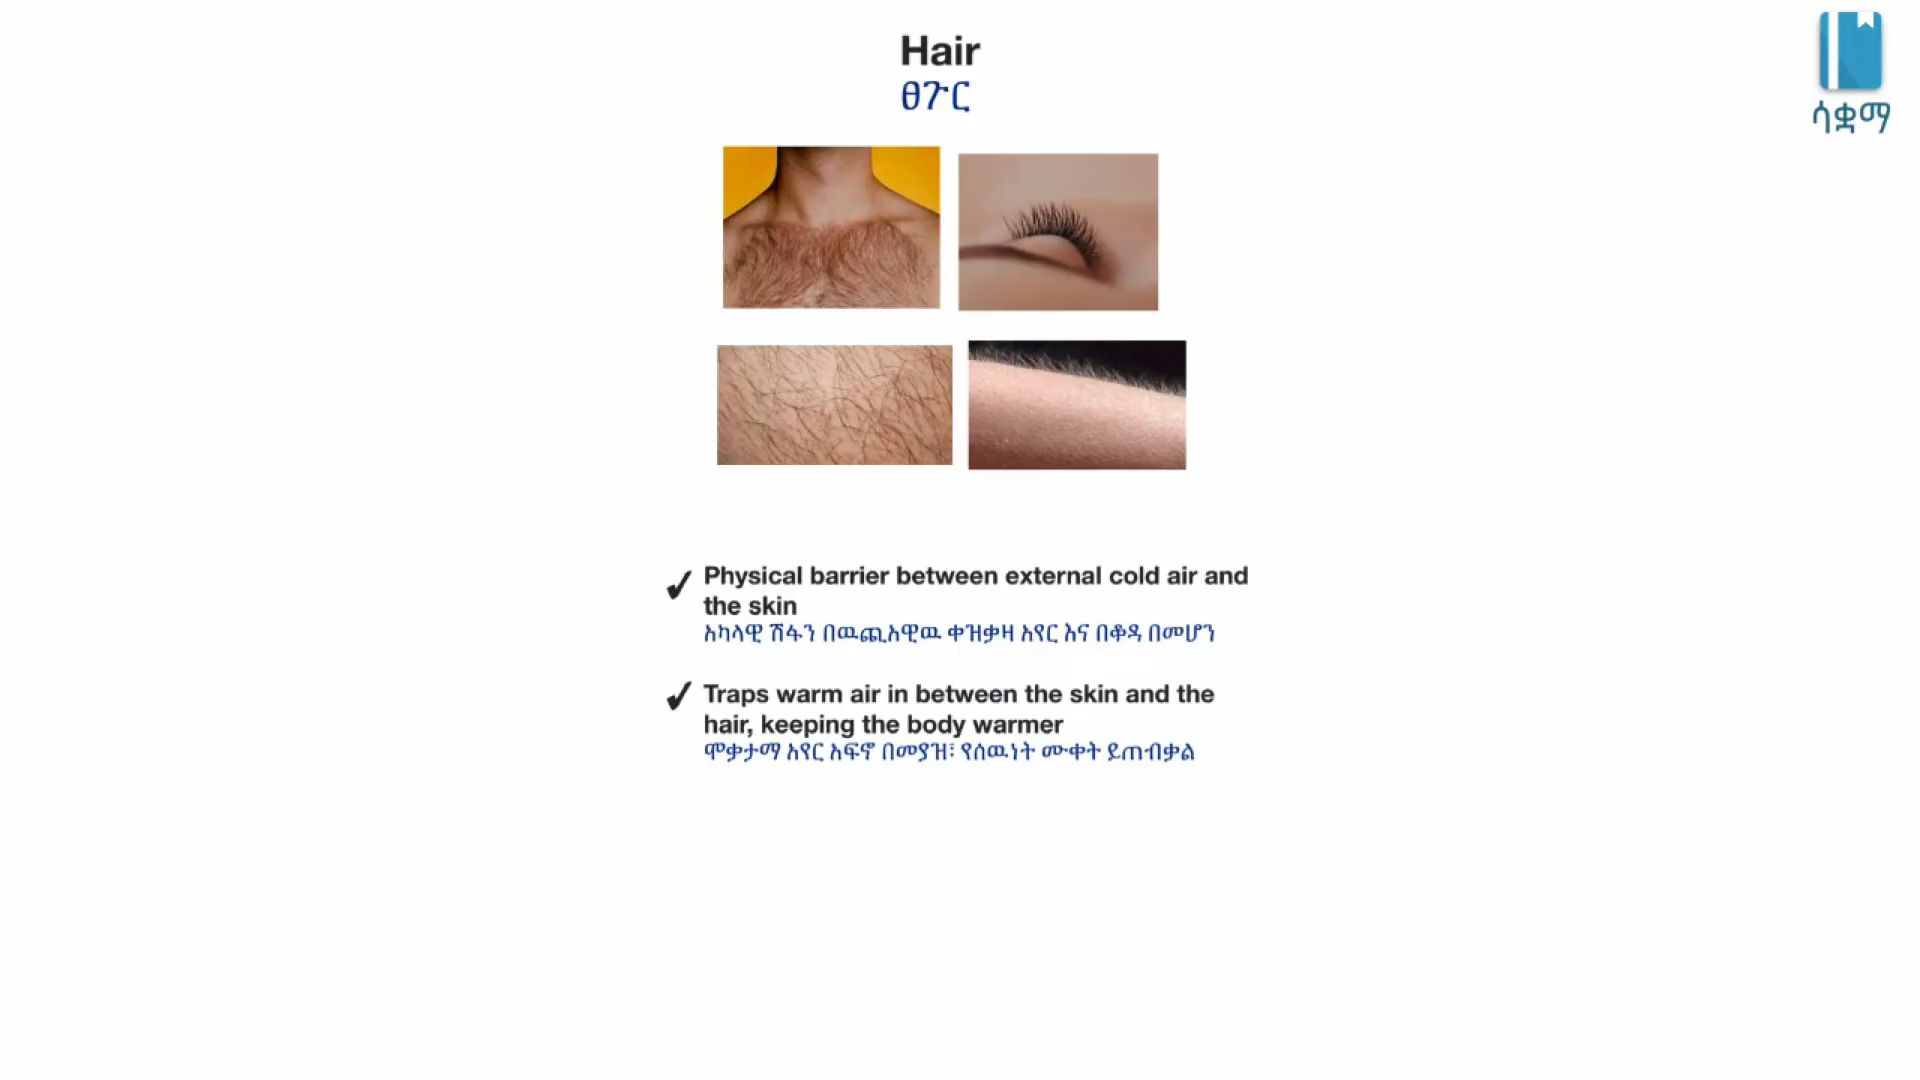 Hair
ፀጉር
ሳቋማ
✓ Physical barrier between external cold air and
the skin
አካላዊ ሽፋን በዉጪአዊዉ ቀዝቃዛ አየር እና በቆዳ በመሆን
✓ Traps warm air in between the skin and the
hair, keeping the body warmer
ሞቃታማ አየር አፍኖ በመያዝ፣ የሰዉነት ሙቀት ይጠብቃል